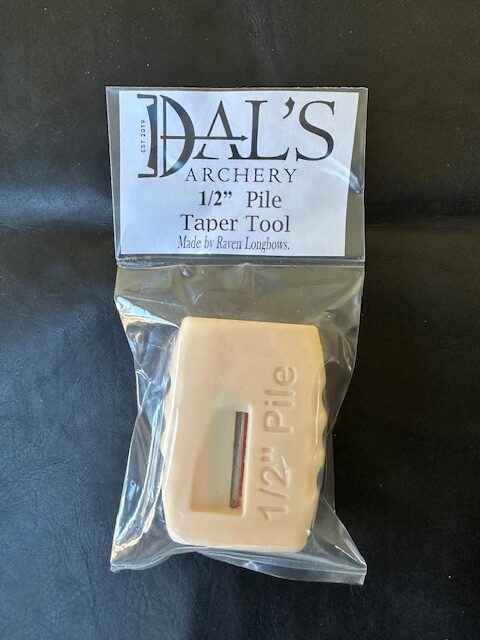 EST 2019
DAL'S
ARCHERY
1/2" Pile
Taper Tool
Made by Raven Longbows.
1/2" Pile